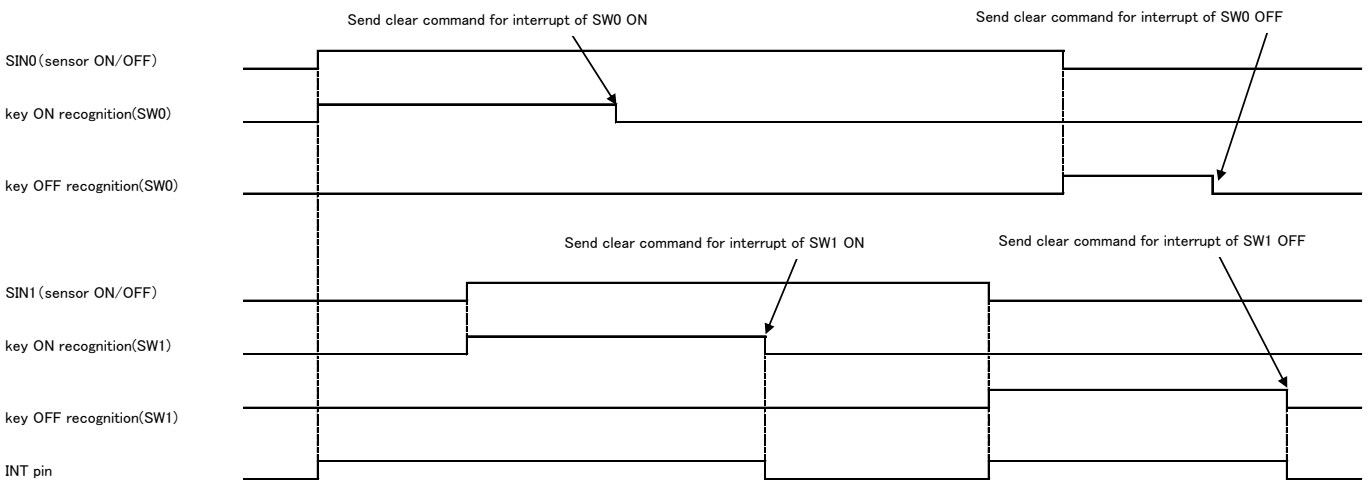 Send clear command for interrupt of SW0 ON
Send clear command for interrupt of SW0 OFF
SIN0（sensor ON/OFF）
key ON recognition(SW0)
key OFF recognition(SW0)
Send clear command for interrupt of SW1 ON
Send clear command for interrupt of SW1 OFF
SIN1（sensor ON/OFF）
key ON recognition(SW1)
key OFF recognition(SW1)
INT pin